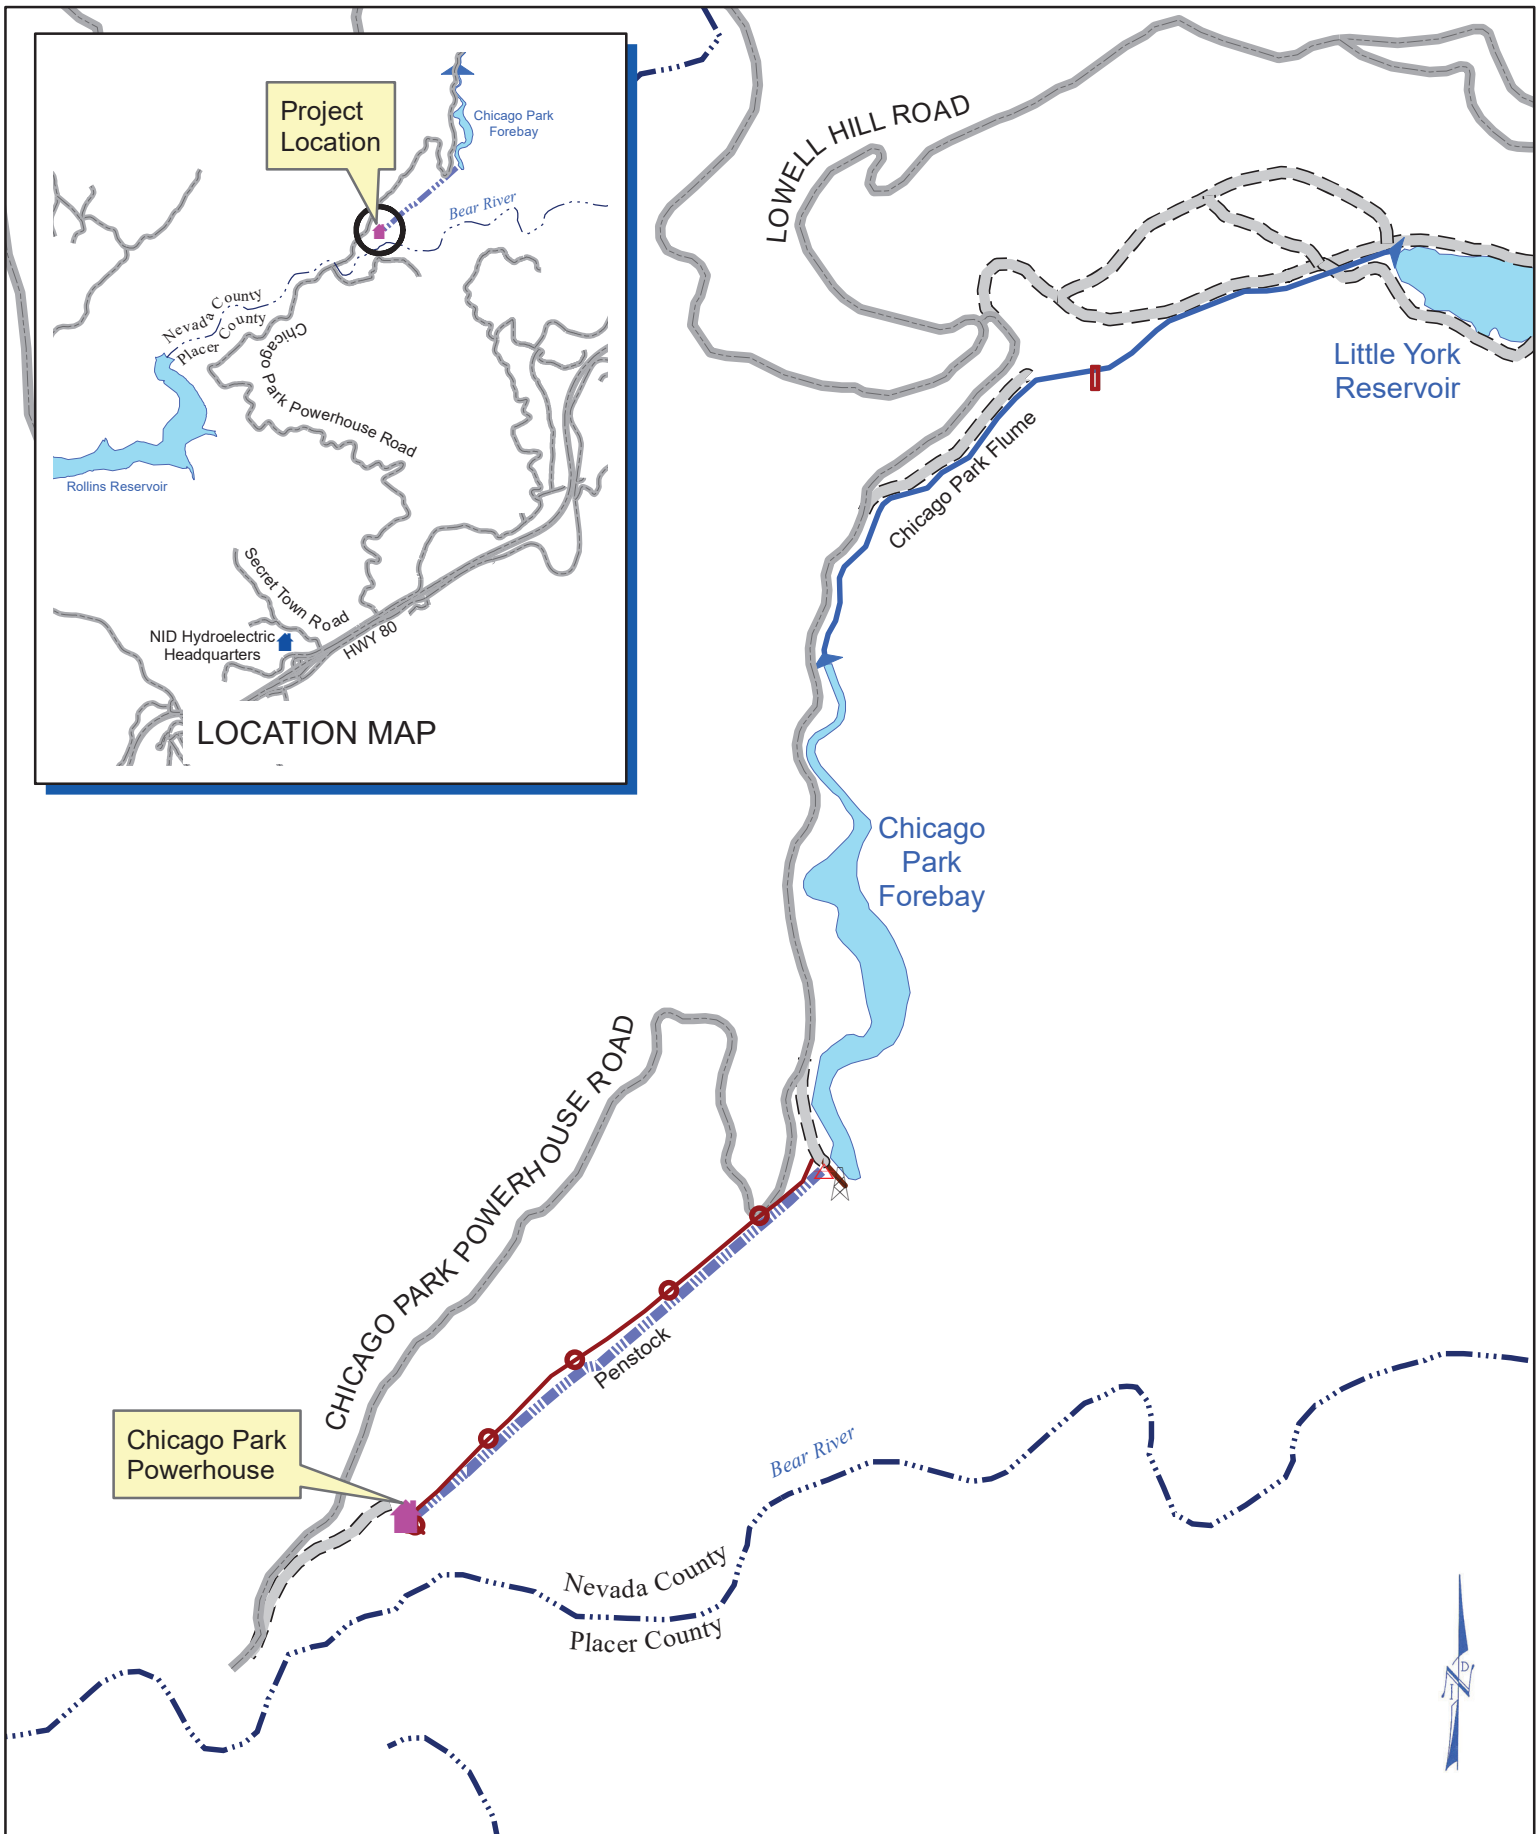 Project
Location
Chicago Park
Forebay
Bear River
Nevada County
Placer County
Chicago Park Powerhouse Road
Rollins Reservoir
Secret Town Road
NID Hydroelectric
Headquarters
HWY 80
LOCATION MAP
LOWELL HILL ROAD
Little York
Reservoir
Chicago Park Flume
Chicago
Park
Forebay
CHICAGO PARK POWERHOUSE ROAD
Penstock
Chicago Park
Powerhouse
Bear River
Nevada County
Placer County
N I D